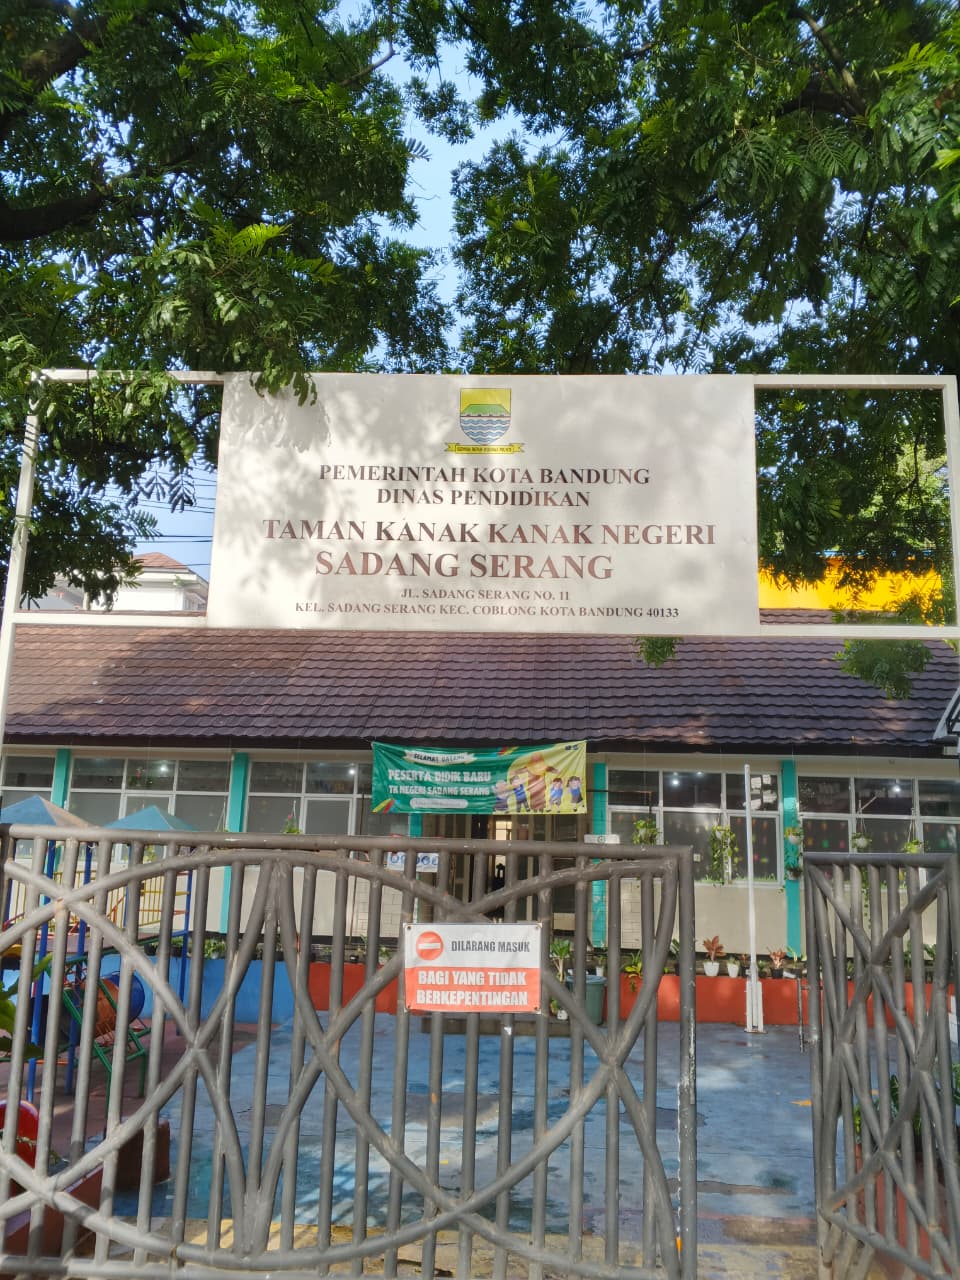 PEMERINTAH KOTA BANDUNG
DINAS PENDIDIKAN
TAMAN KANAK KANAK NEGERI
SADANG SERANG
JL. SADANG SERANG NO. 11
KEL. SADANG SERANG KEC. COBLONG KOTA BANDUNG 40133
SELAMAT DATANG
PESERTA DIDIK BARU
TK NEGERI SADANG SERANG
DILARANG MASUK
BAGI YANG TIDAK
BERKEPENTINGAN